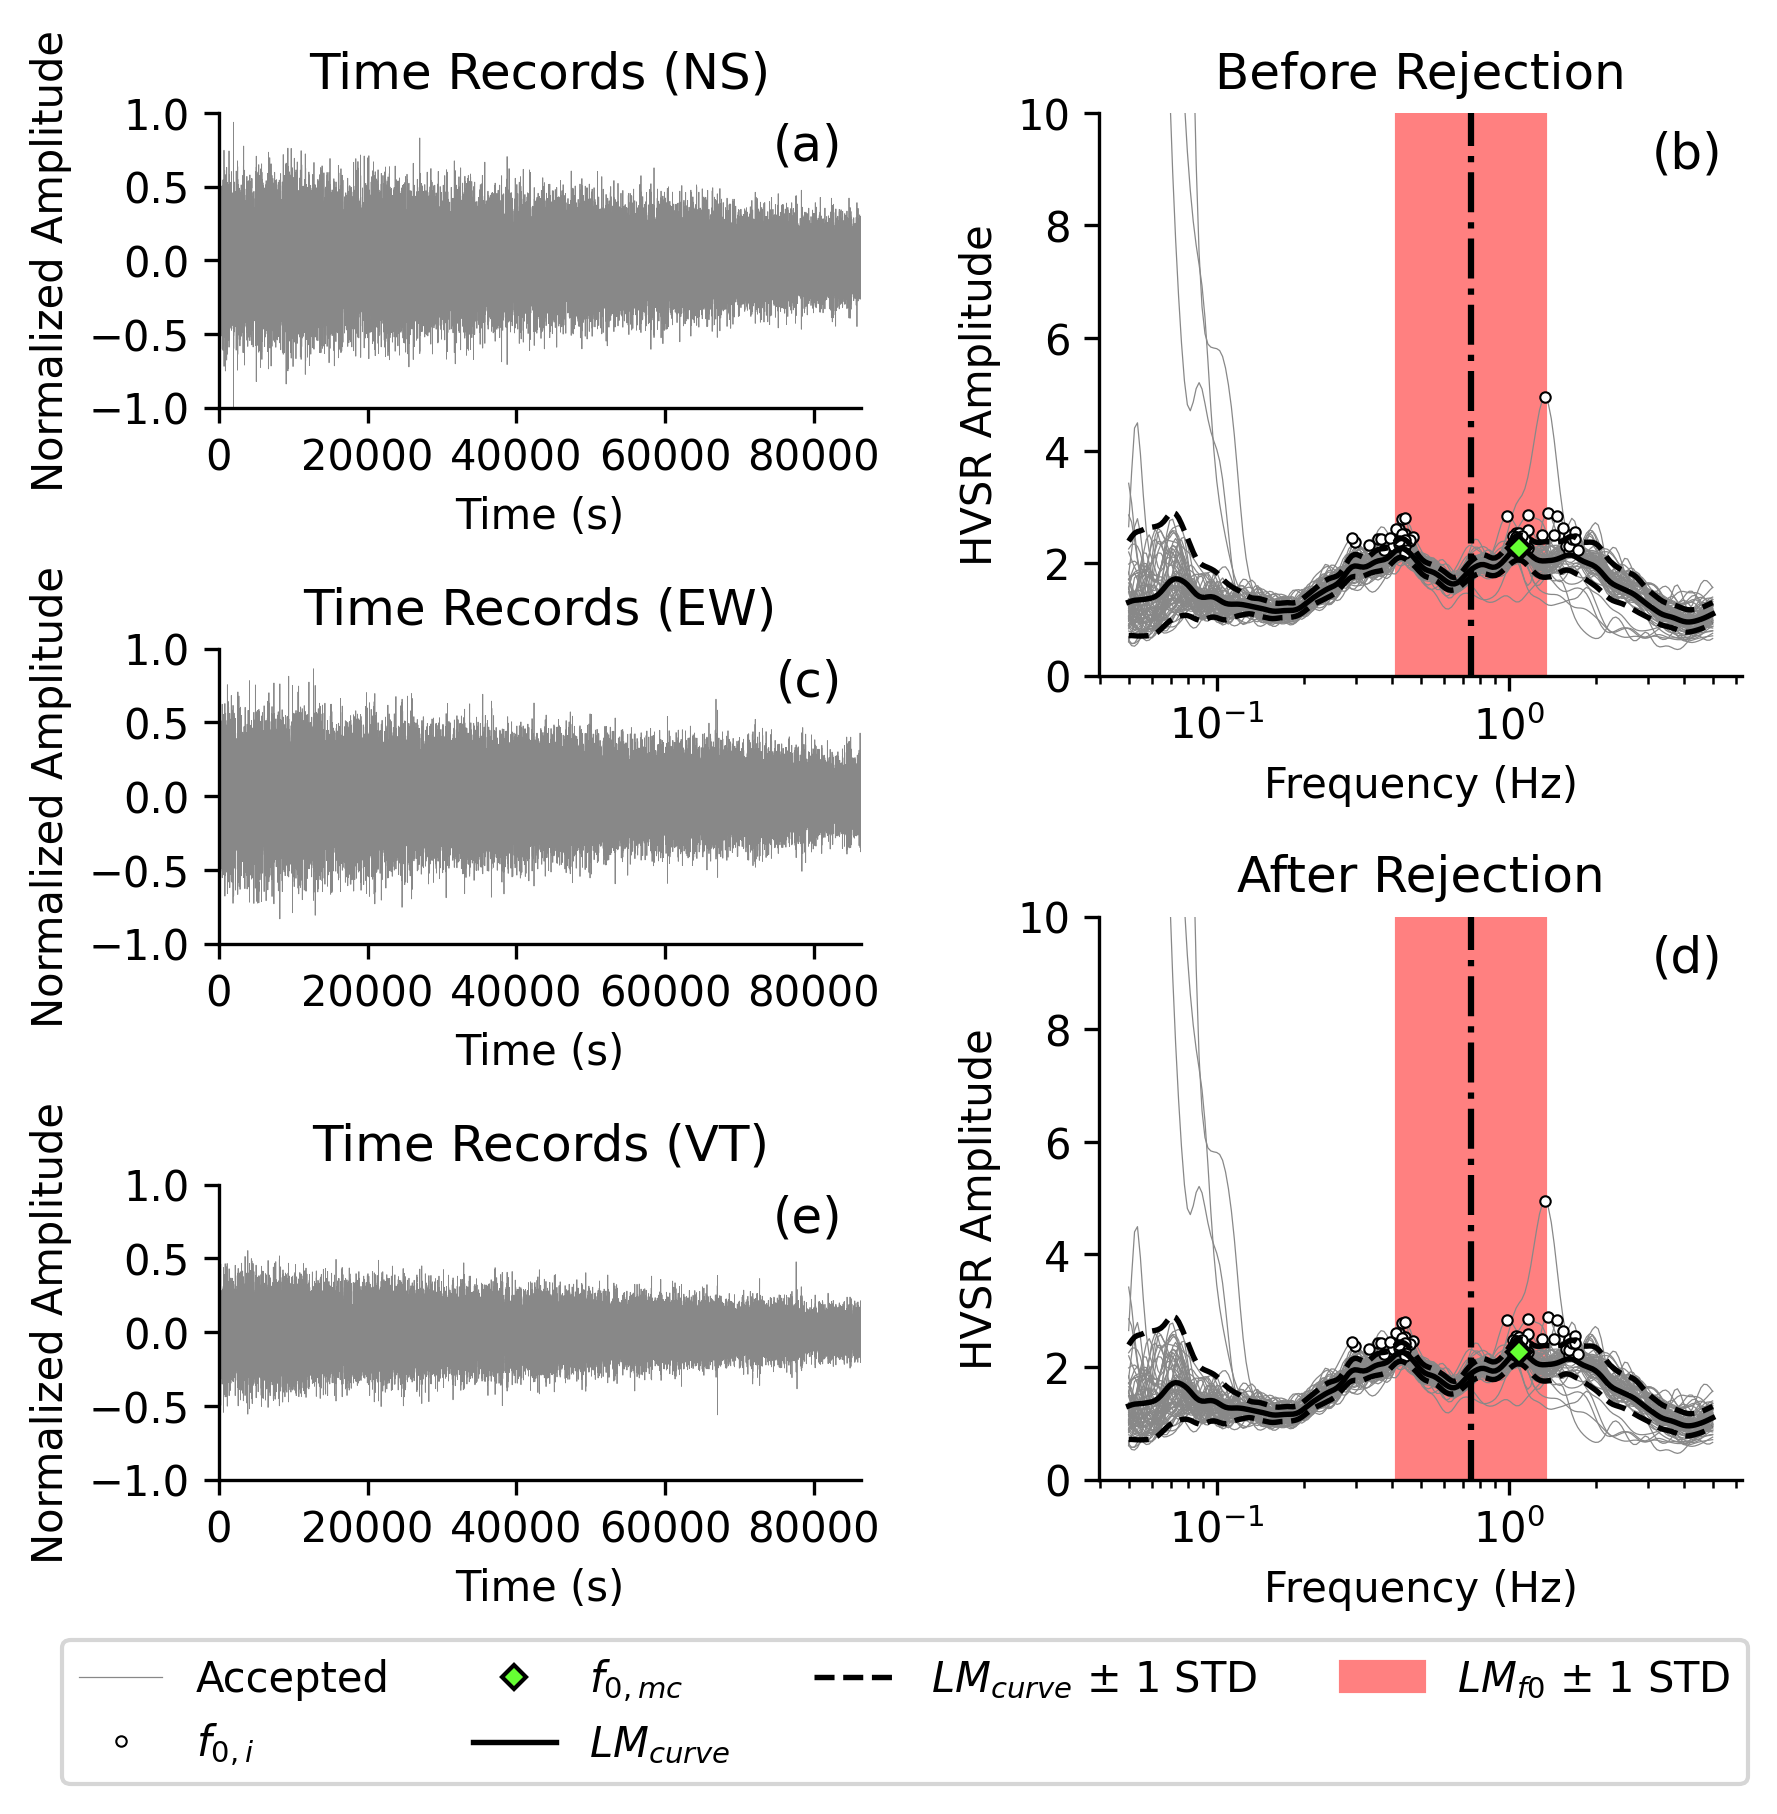 Time Records (NS)
(a)
Normalized Amplitude
1.0
0.5
0.0
−0.5
−1.0
0 20000 40000 60000 80000
Time (s)
Before Rejection
(b)
HVSR Amplitude
10
8
6
4
2
0
10⁻¹ 10⁰
Frequency (Hz)
Time Records (EW)
(c)
Normalized Amplitude
1.0
0.5
0.0
−0.5
−1.0
0 20000 40000 60000 80000
Time (s)
After Rejection
(d)
HVSR Amplitude
10
8
6
4
2
0
10⁻¹ 10⁰
Frequency (Hz)
Time Records (VT)
(e)
Normalized Amplitude
1.0
0.5
0.0
−0.5
−1.0
0 20000 40000 60000 80000
Time (s)
Accepted
f0,i
f0,mc
LMcurve
LMcurve ± 1 STD
LMf0 ± 1 STD